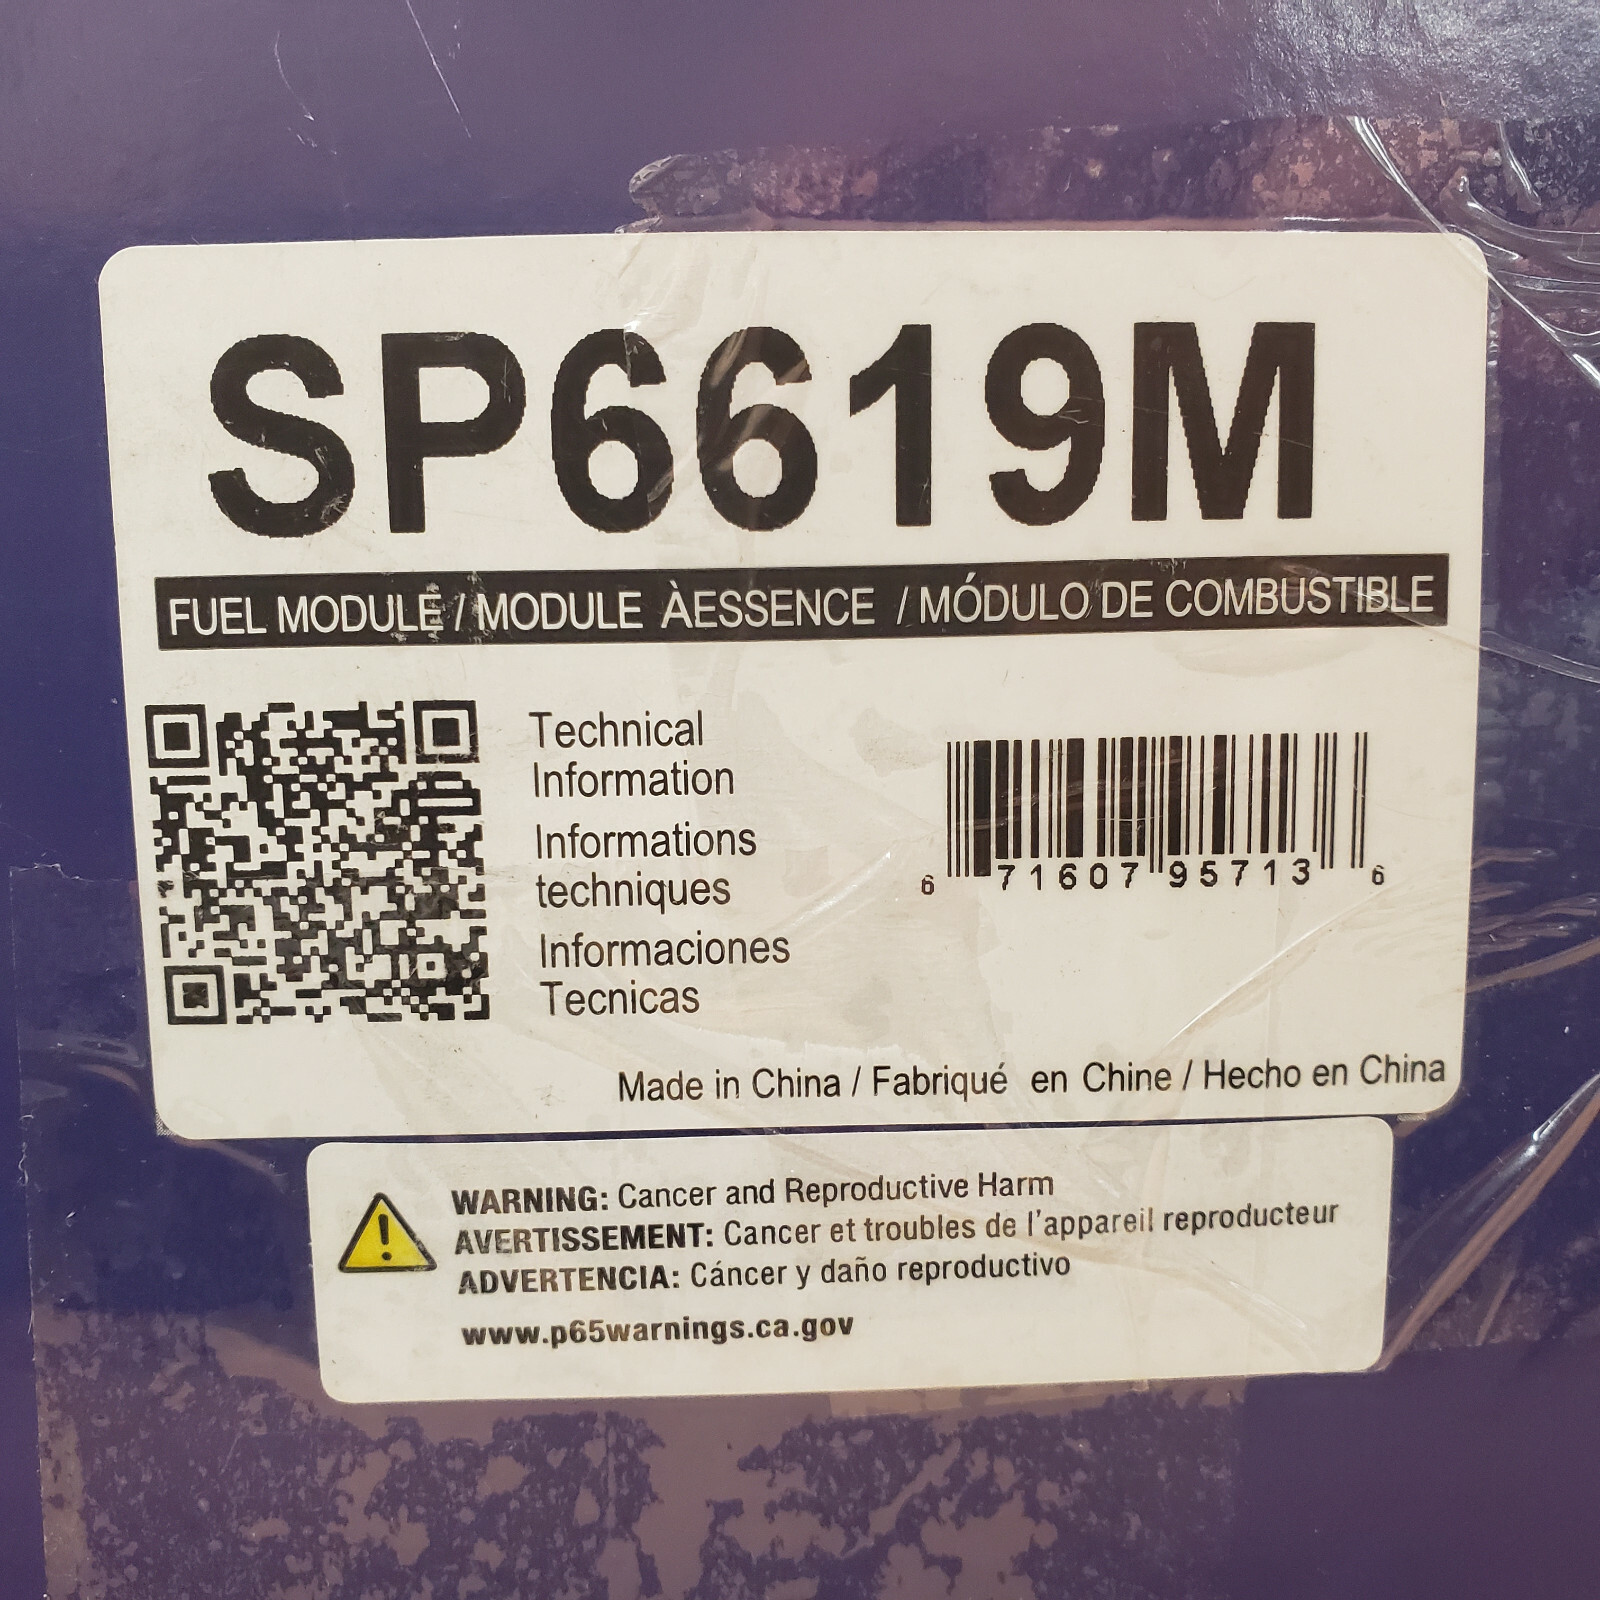 SP6619M
FUEL MODULE / MODULE ÀESSENCE / MÓDULO DE COMBUSTIBLE
Technical
Information
Informations
techniques
Informaciones
Tecnicas
6 71607 95713 6
Made in China / Fabriqué en Chine / Hecho en China
WARNING: Cancer and Reproductive Harm
AVERTISSEMENT: Cancer et troubles de l'appareil reproducteur
ADVERTENCIA: Cáncer y daño reproductivo
www.p65warnings.ca.gov